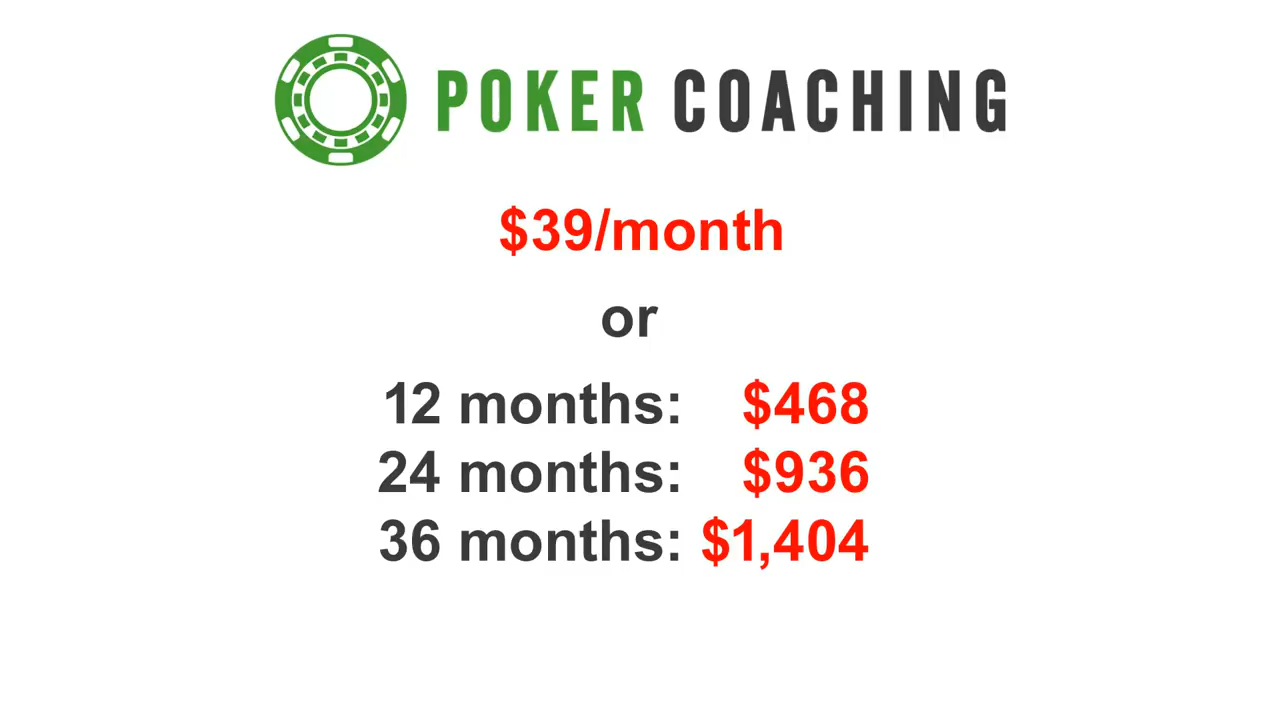 POKER COACHING
$39/month
or
12 months: $468
24 months: $936
36 months: $1,404